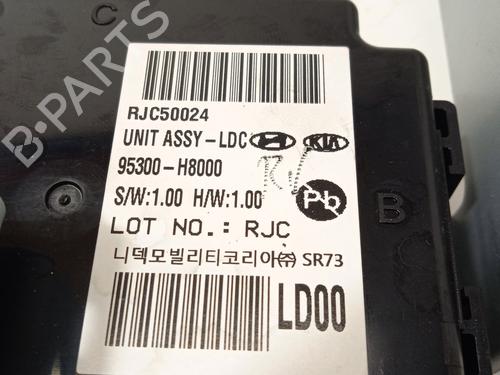 C
B-PARTS
RJC50024
UNIT ASSY-LDC KIA
95300-H8000
S/W:1.00 H/W:1.00 Pb
B
LOT NO.: RJC
니덱모빌리티코리아㈜ SR73
LD00